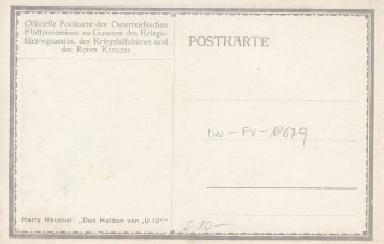 Offizielle Postkarte des Österreichischen
Flottenvereines zu Gunsten des Kriegs-
fürsorgeamtes, des Kriegshilfsbüros und
des Roten Kreuzes
POSTKARTE
Harry Heusser: „Den Helden von „U 12“"